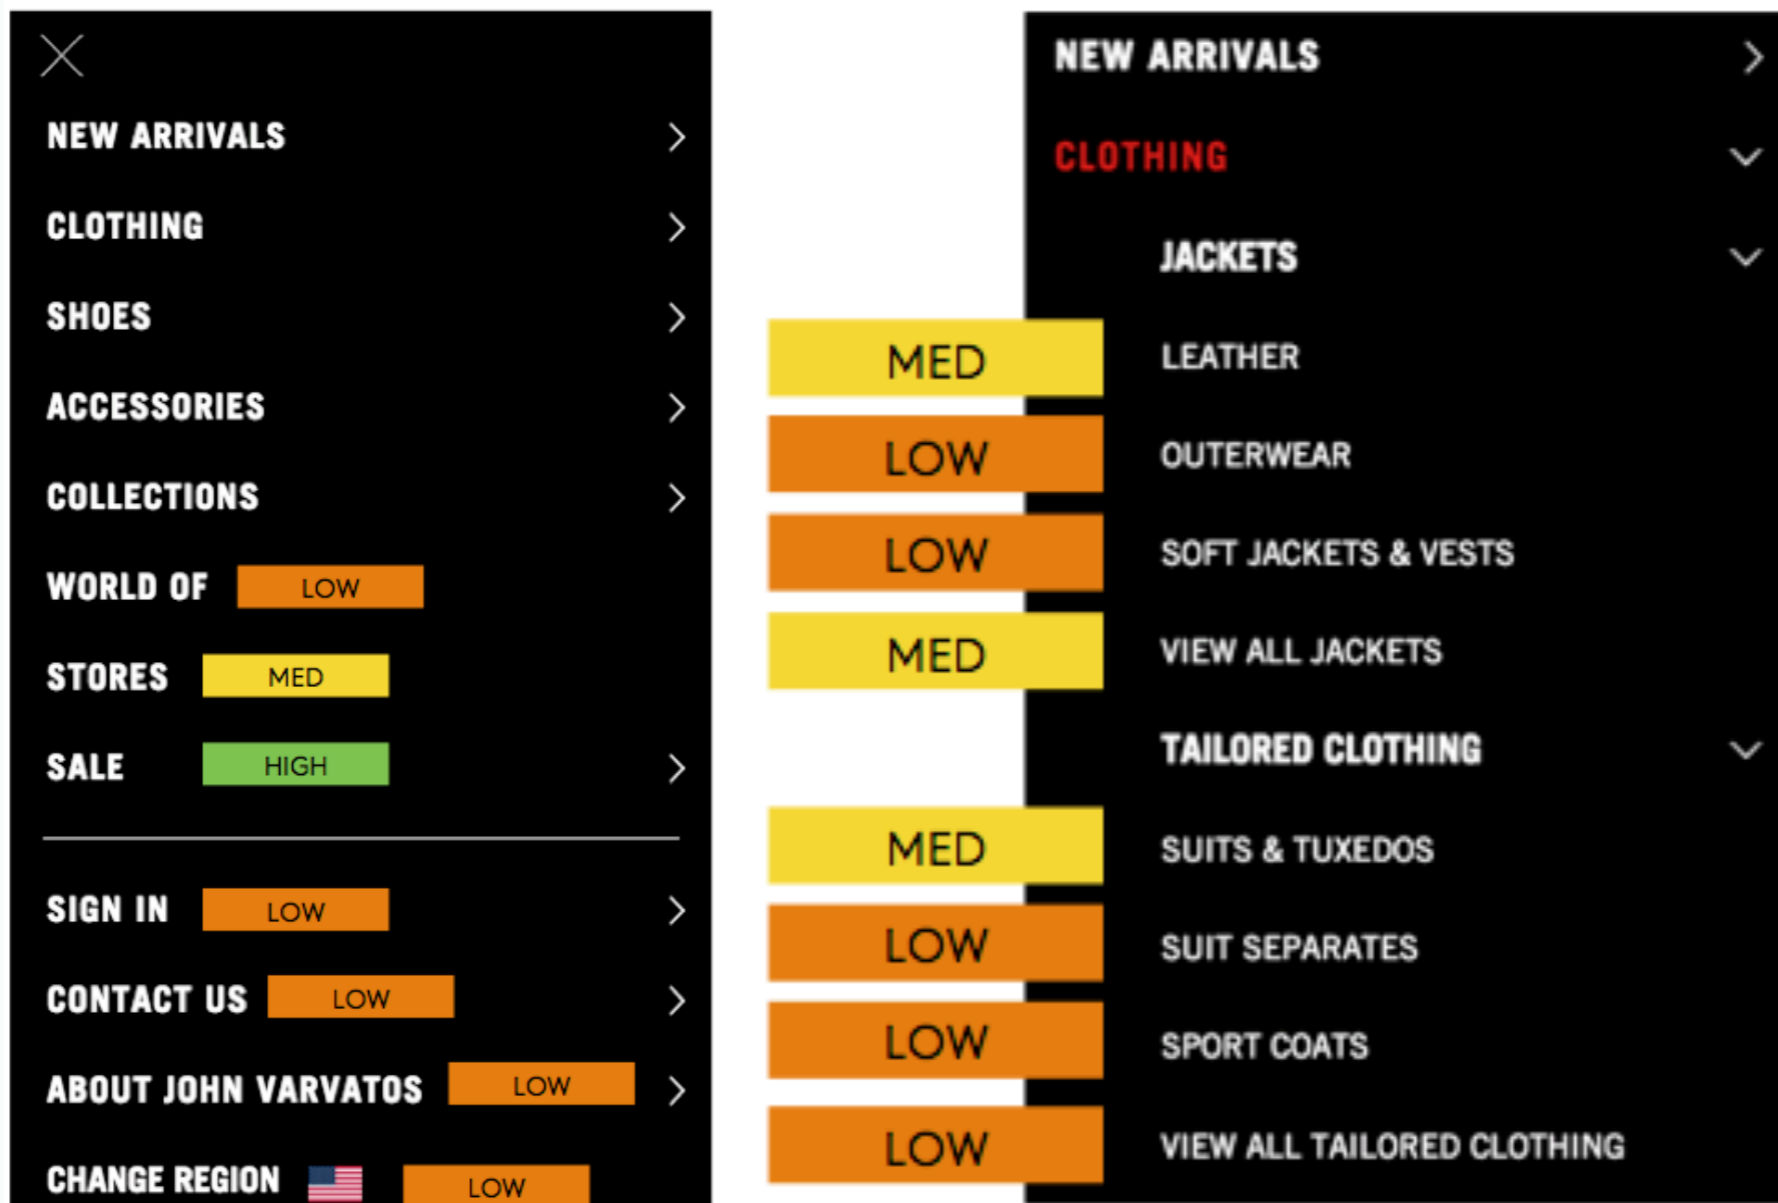 NEW ARRIVALS
CLOTHING
SHOES
ACCESSORIES
COLLECTIONS
WORLD OF LOW
STORES MED
SALE HIGH
SIGN IN LOW
CONTACT US LOW
ABOUT JOHN VARVATOS LOW
CHANGE REGION LOW
NEW ARRIVALS
CLOTHING
JACKETS
MED LEATHER
LOW OUTERWEAR
LOW SOFT JACKETS & VESTS
MED VIEW ALL JACKETS
TAILORED CLOTHING
MED SUITS & TUXEDOS
LOW SUIT SEPARATES
LOW SPORT COATS
LOW VIEW ALL TAILORED CLOTHING